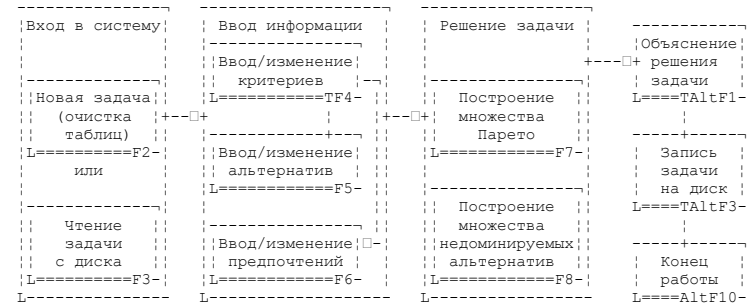 Вход в систему
Новая задача
(очистка
таблиц)
F2
или
Чтение
задачи
с диска
F3
Ввод информации
Ввод/изменение
критериев
TF4
Ввод/изменение
альтернатив
F5
Ввод/изменение
предпочтений
F6
Решение задачи
Построение
множества
Парето
F7
Построение
множества
недоминируемых
альтернатив
F8
Объяснение
решения
задачи
TAltF1
Запись
задачи
на диск
TAltF3
Конец
работы
AltF10